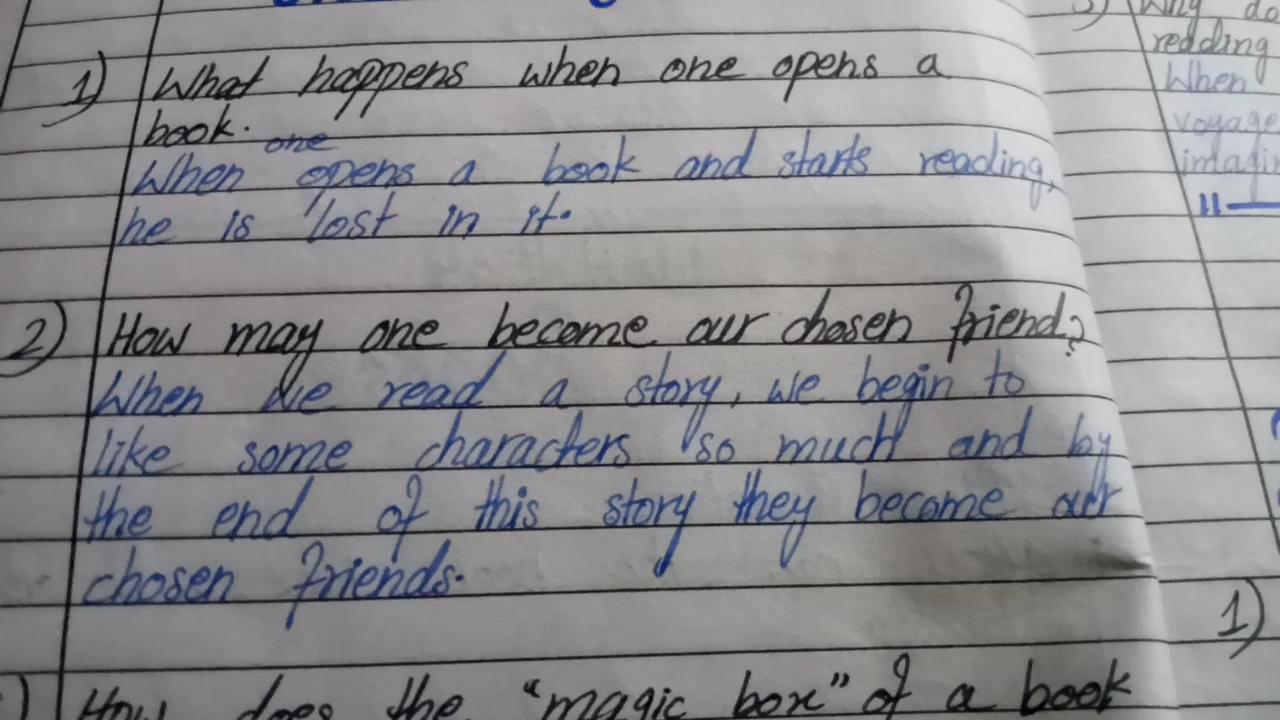 1) What happens when one opens a
book.
one
When opens a book and starts reading,
he is lost in it.
2) How may one become our chosen friend?
When we read a story, we begin to
like some characters so much and by
the end of this story they become our
chosen friends.
How does the "magic box" of a book
Why do
reading
When
voyage
1)